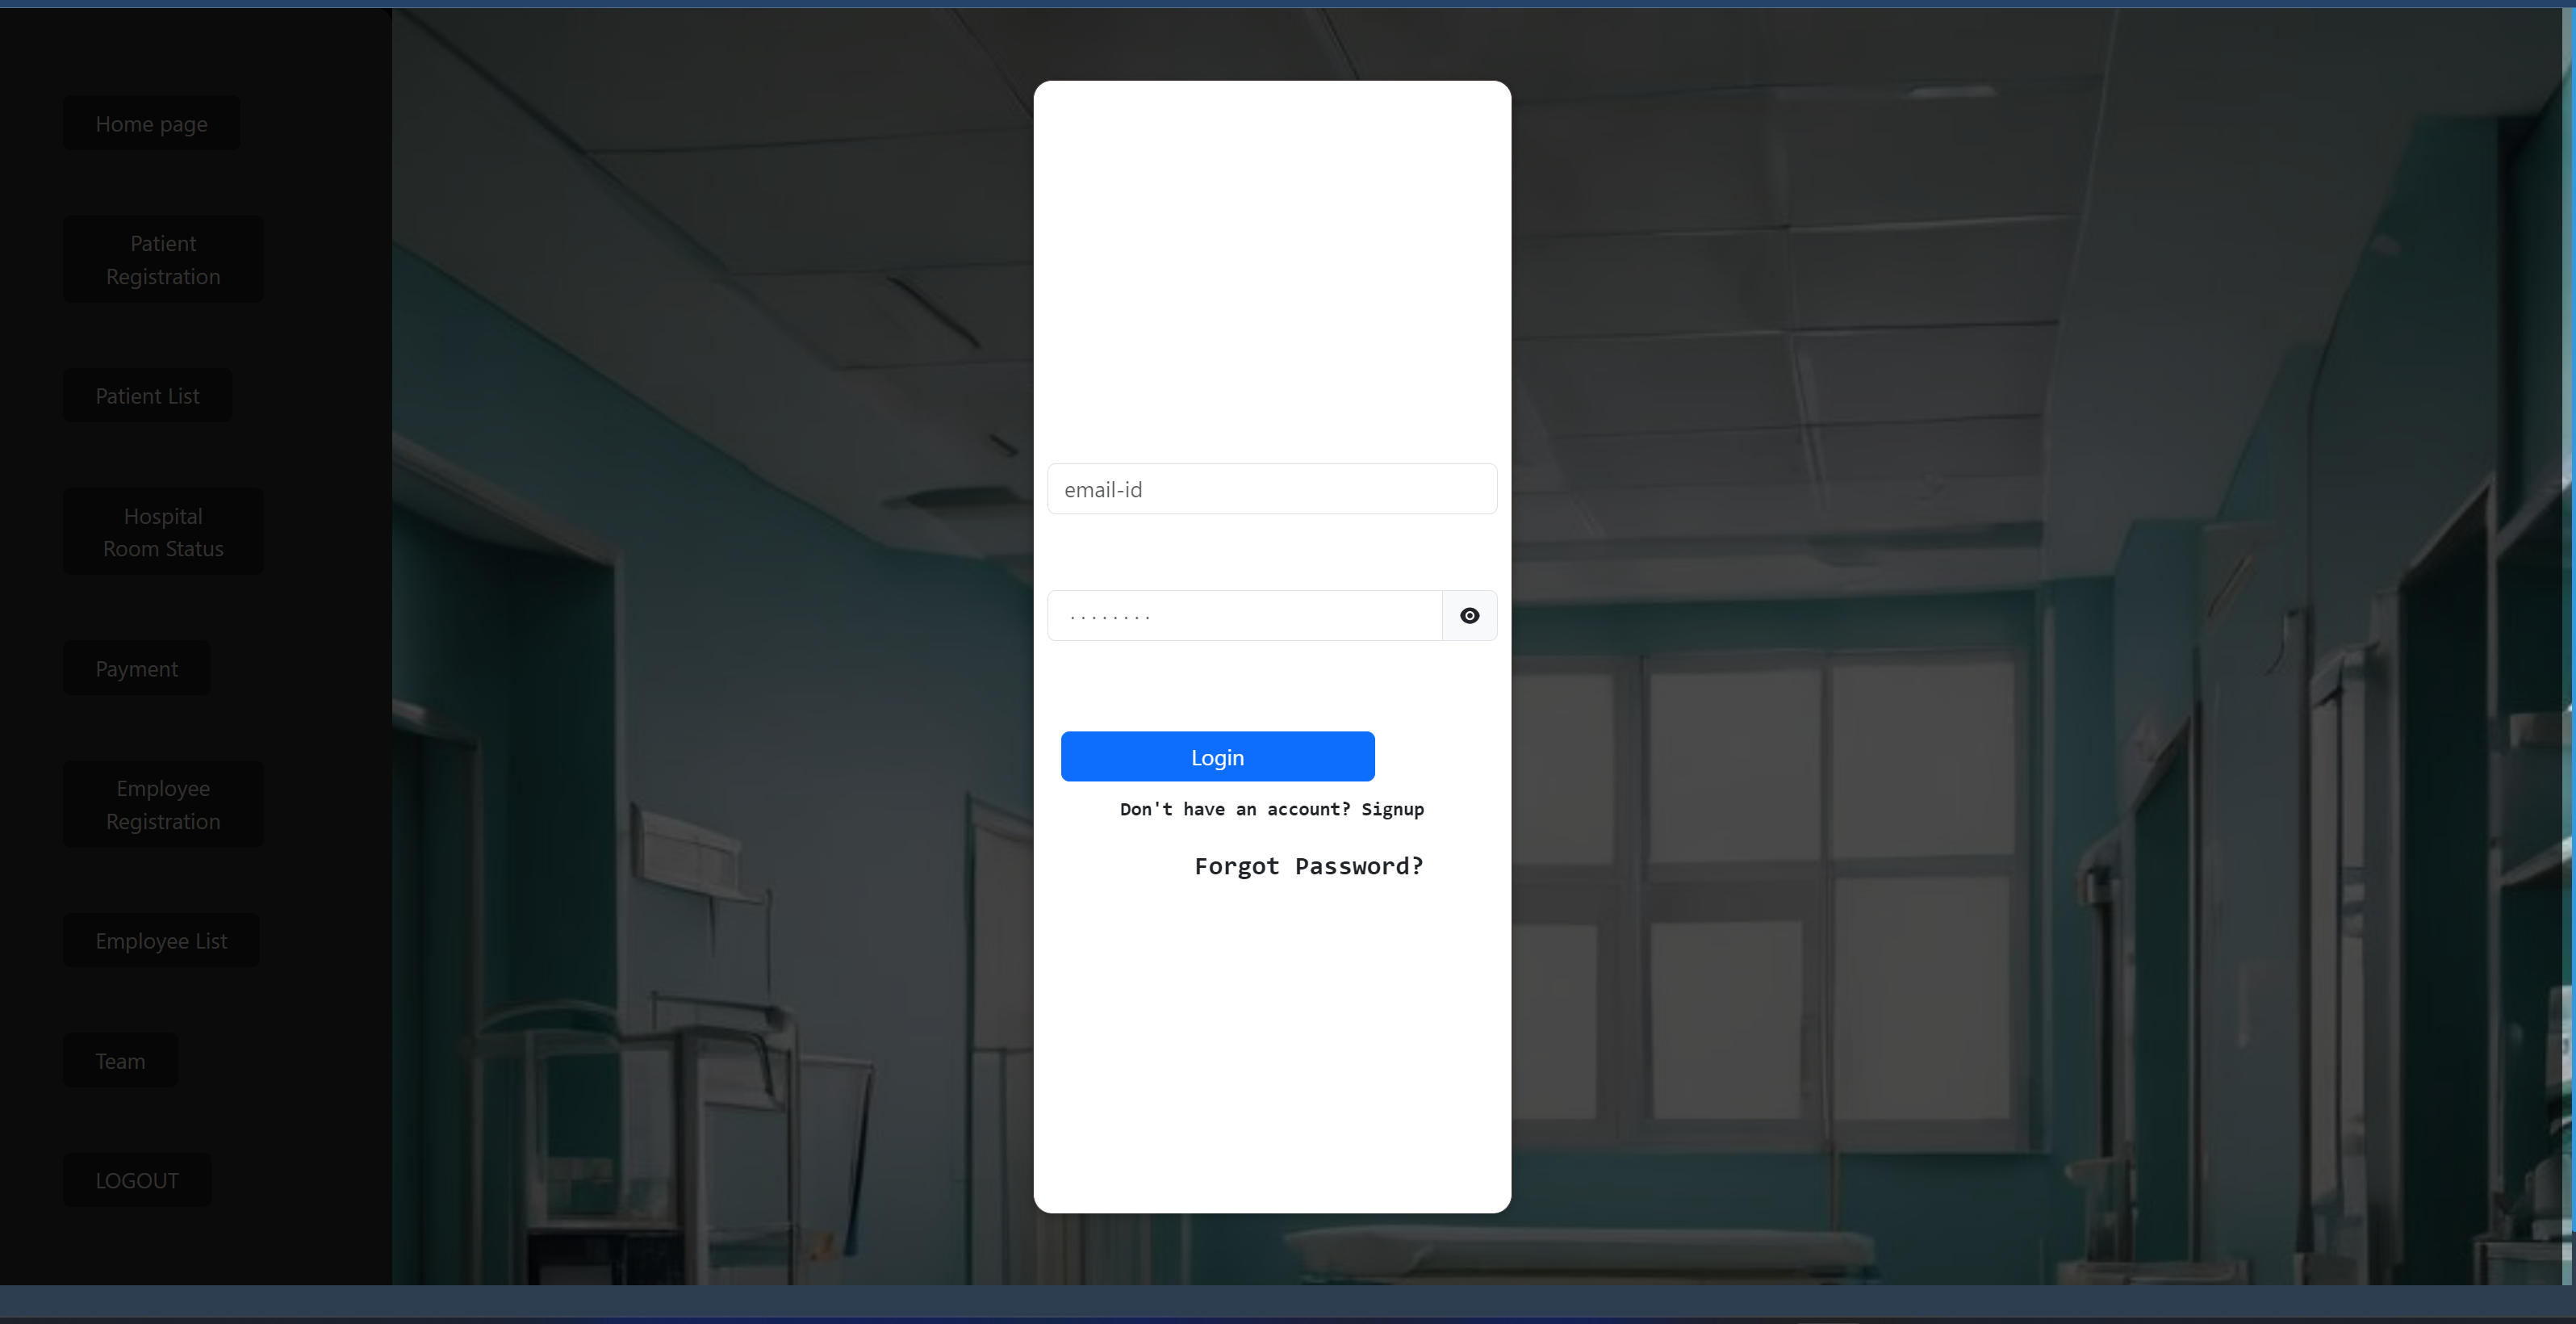 Home page
Patient
Registration
Patient List
Hospital
Room Status
Payment
Employee
Registration
Employee List
Team
LOGOUT
email-id
........
Login
Don't have an account? Signup
Forgot Password?